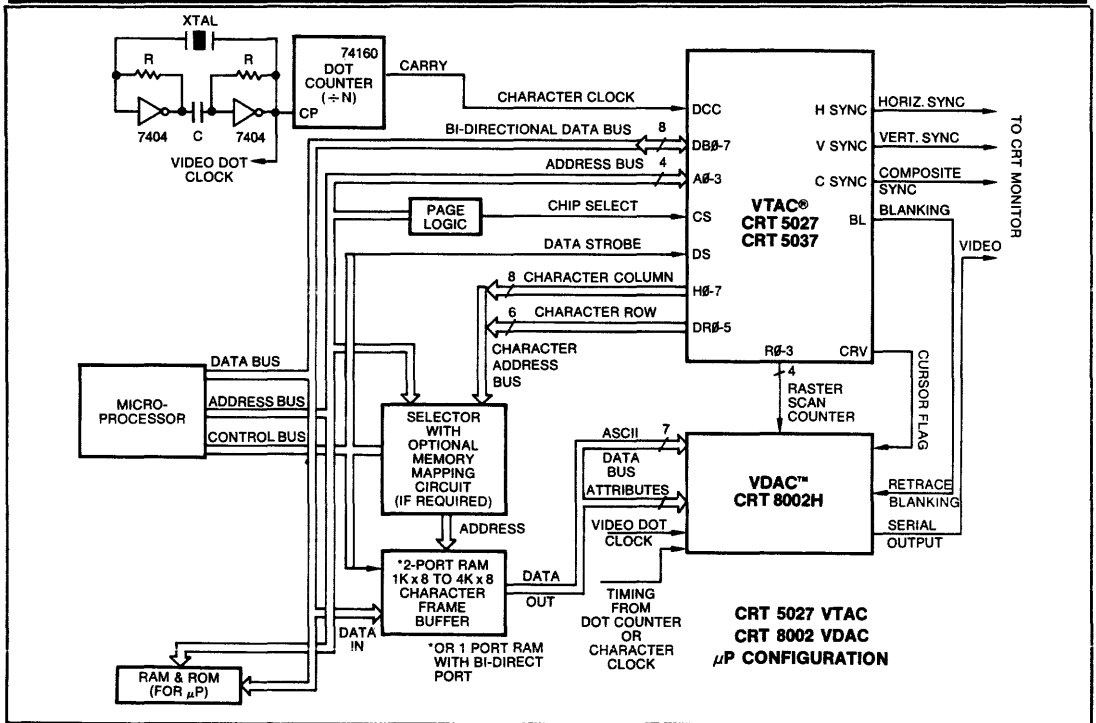 XTAL
R
R
7404
C
7404
VIDEO DOT
CLOCK
74160
DOT
COUNTER
(÷N)
CP
CARRY
CHARACTER CLOCK
BI-DIRECTIONAL DATA BUS
8
ADDRESS BUS
4
PAGE
LOGIC
CHIP SELECT
DATA STROBE
8
CHARACTER COLUMN
6
CHARACTER ROW
CHARACTER
ADDRESS
BUS
DCC
DBØ-7
AØ-3
CS
DS
HØ-7
DRØ-5
VTAC®
CRT 5027
CRT 5037
H SYNC
V SYNC
C SYNC
BL
RØ-3
CRV
HORIZ. SYNC
VERT. SYNC
COMPOSITE
SYNC
BLANKING
TO CRT MONITOR
VIDEO
4
RASTER
SCAN
COUNTER
CURSOR FLAG
MICRO-
PROCESSOR
DATA BUS
ADDRESS BUS
CONTROL BUS
SELECTOR
WITH
OPTIONAL
MEMORY
MAPPING
CIRCUIT
(IF REQUIRED)
ADDRESS
*2-PORT RAM
1K x 8 TO 4K x 8
CHARACTER
FRAME
BUFFER
DATA
IN
DATA
OUT
*OR 1 PORT RAM
WITH BI-DIRECT
PORT
RAM & ROM
(FOR µP)
ASCII
7
DATA
BUS
ATTRIBUTES
VIDEO DOT
CLOCK
TIMING
FROM
DOT COUNTER
OR
CHARACTER
CLOCK
VDAC™
CRT 8002H
RETRACE
BLANKING
SERIAL
OUTPUT
CRT 5027 VTAC
CRT 8002 VDAC
µP CONFIGURATION